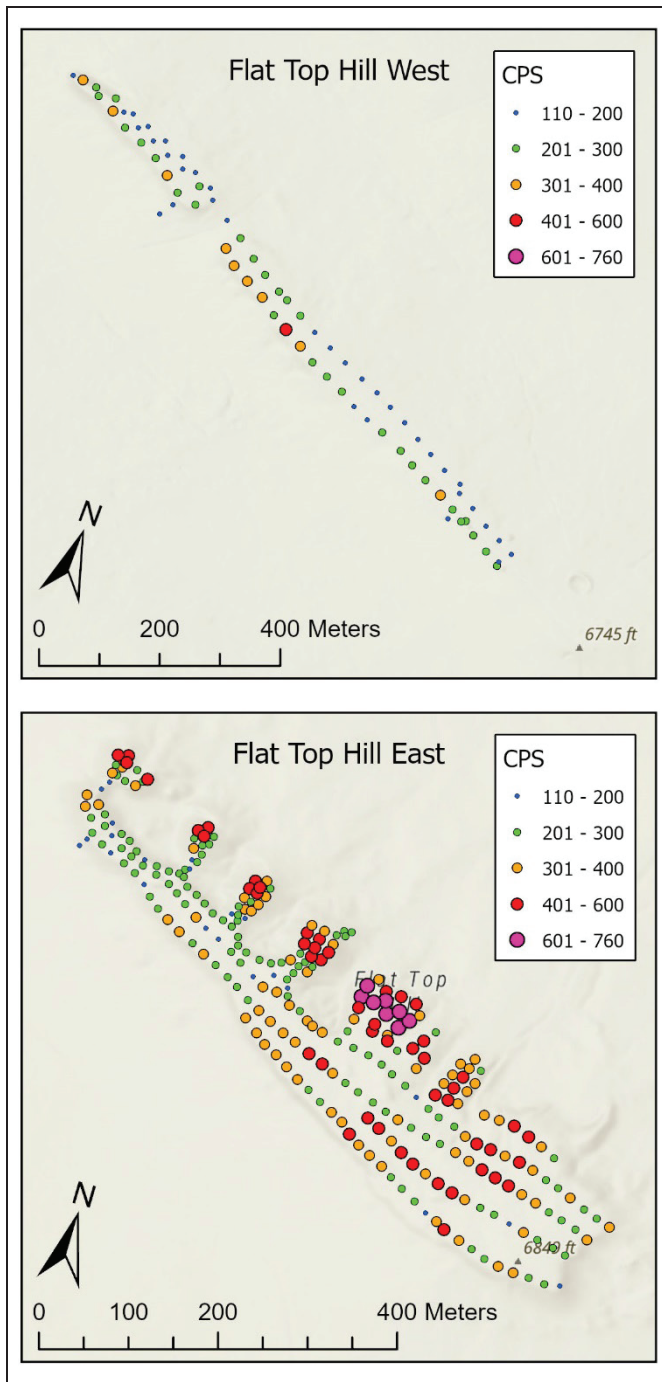 Flat Top Hill West
CPS
110 - 200
201 - 300
301 - 400
401 - 600
601 - 760
N
0 200 400 Meters
6745 ft
Flat Top Hill East
CPS
110 - 200
201 - 300
301 - 400
401 - 600
601 - 760
Flat Top
N
6840 ft
0 100 200 400 Meters